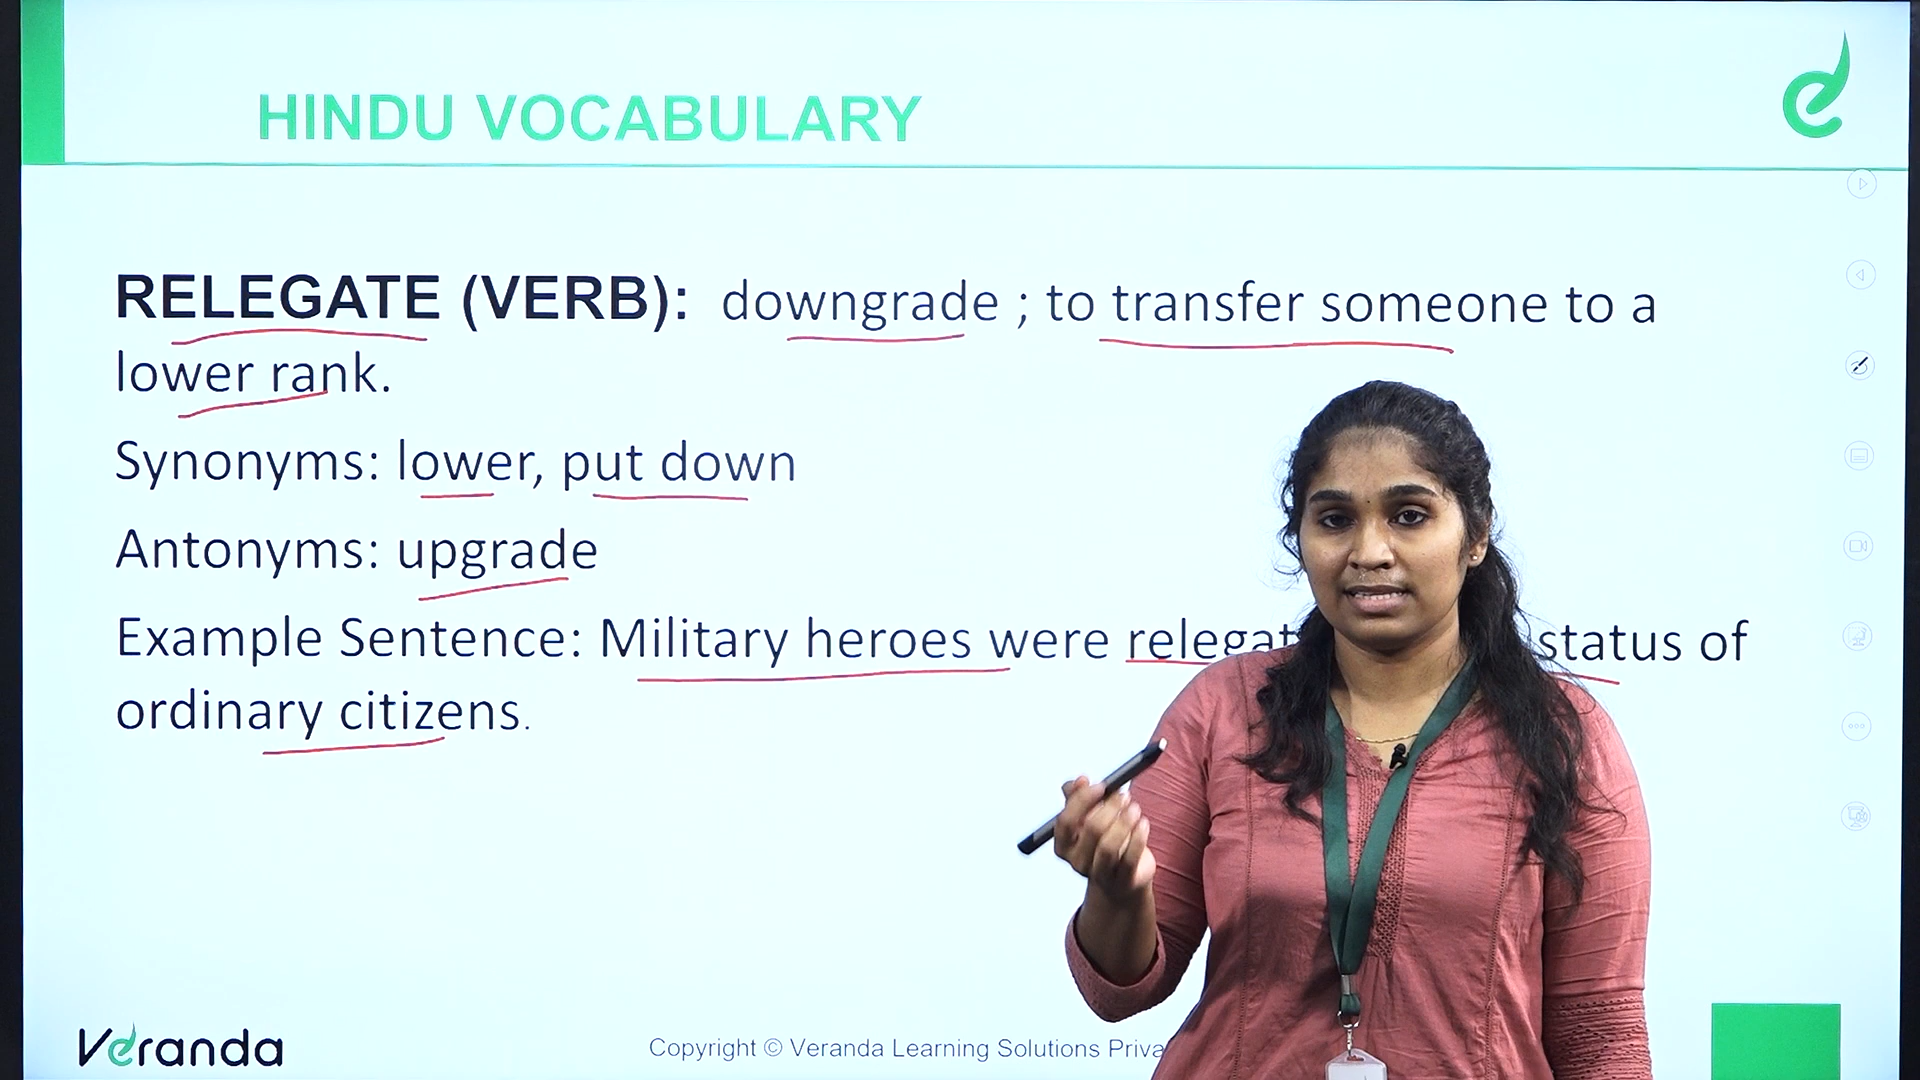 HINDU VOCABULARY
RELEGATE (VERB): downgrade ; to transfer someone to a
lower rank.
Synonyms: lower, put down
Antonyms: upgrade
Example Sentence: Military heroes were status of
ordinary citizens.
Veranda
Copyright © Veranda Learning Solutions